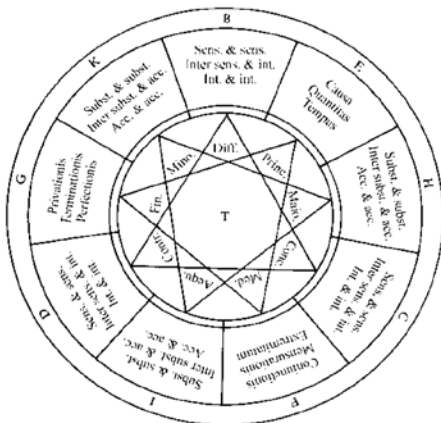 B
Sens. & sens.
Inter sens. & int.
Int. & int.
E
Causa
Quantitas
Tempus
H
Subst. & subst.
Inter subst. & acc.
Acc. & acc.
C
Sens. & sens.
Inter sens. & int.
Int. & int.
F
Coniunctionis
Mensurationis
Extremitatum
I
Subst. & subst.
Inter subst. & acc.
Acc. & acc.
D
Sens. & sens.
Inter sens. & int.
Int. & int.
G
Privationis
Terminationis
Perfectionis
K
Subst. & subst.
Inter subst. & acc.
Acc. & acc.
Diff.
Princ.
Maio.
Conc.
Med.
Aequ.
Contr.
Fin.
Mino.
T